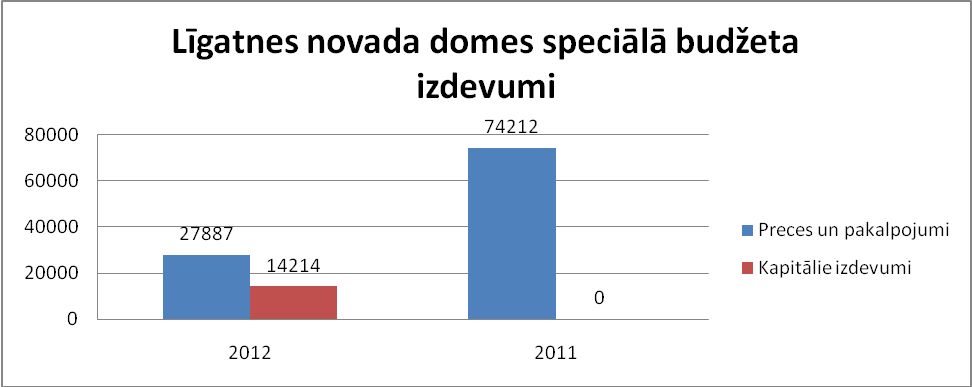 Līgatnes novada domes speciālā budžeta
izdevumi
74212
80000
60000
40000
27887
20000
14214
0
0
2012
2011
Preces un pakalpojumi
Kapitālie izdevumi